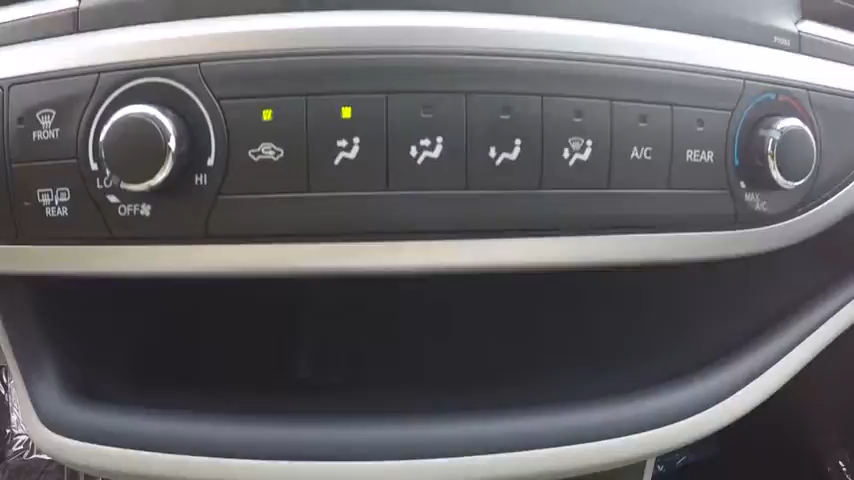 FRONT
REAR
LO
HI
OFF
A/C
REAR
MAX
A/C